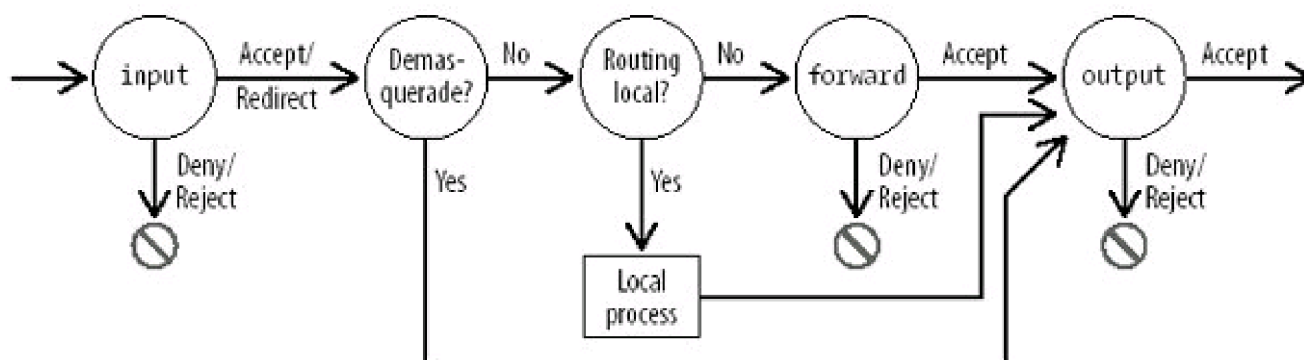 input
Accept/
Redirect
Demas-
querade?
No
Routing
local?
No
forward
Accept
output
Accept
Deny/
Reject
Yes
Yes
Deny/
Reject
Deny/
Reject
Local
process